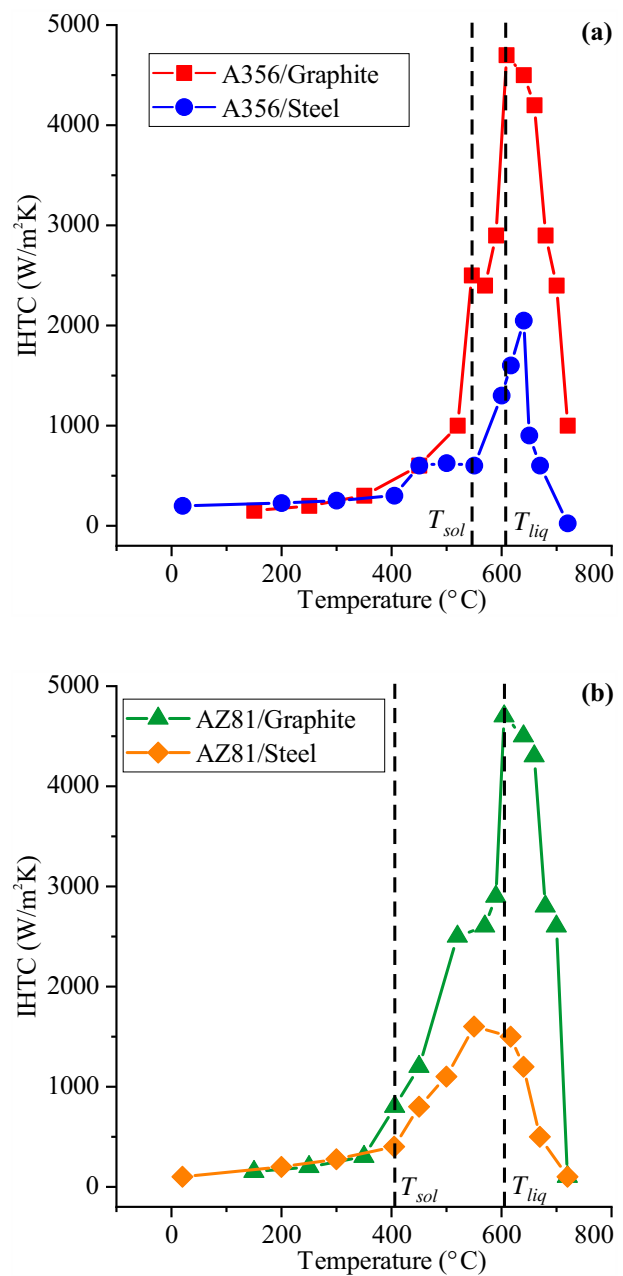 (a)
A356/Graphite
A356/Steel
5000
4000
3000
2000
1000
0
IHTC (W/m²K)
T_sol
T_liq
0 200 400 600 800
Temperature (°C)
(b)
AZ81/Graphite
AZ81/Steel
5000
4000
3000
2000
1000
0
IHTC (W/m²K)
T_sol
T_liq
0 200 400 600 800
Temperature (°C)